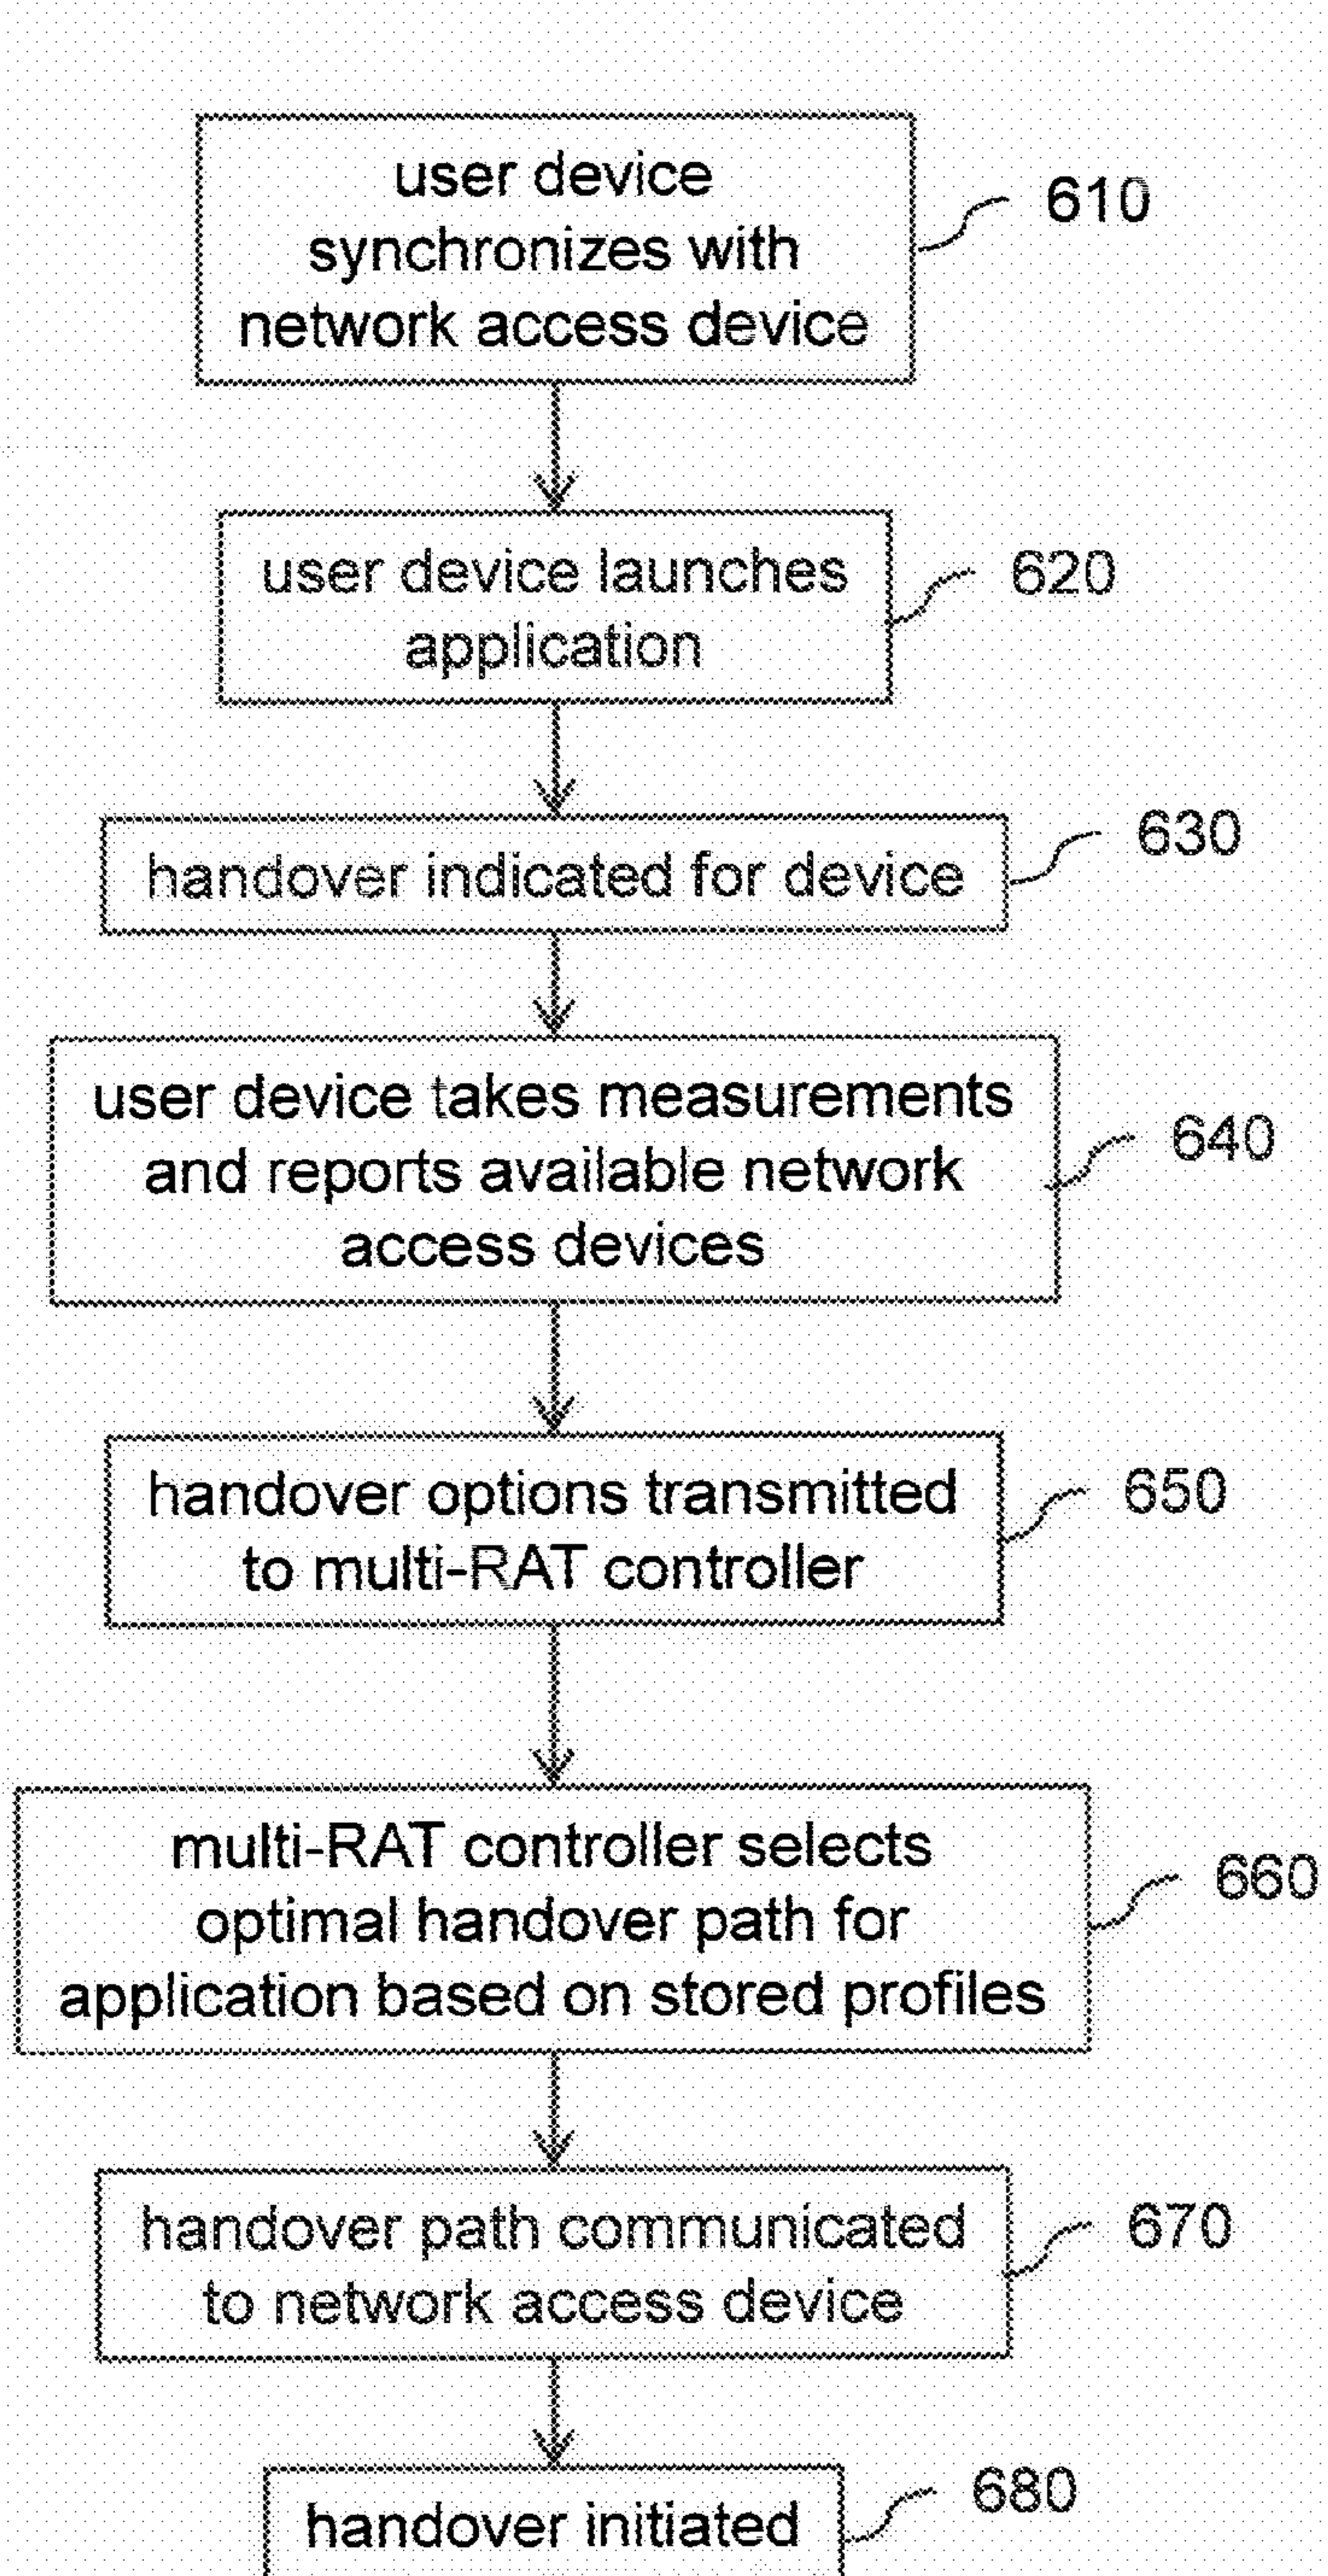 user device
synchronizes with
network access device
610
user device launches
application
620
handover indicated for device
630
user device takes measurements
and reports available network
access devices
640
handover options transmitted
to multi-RAT controller
650
multi-RAT controller selects
optimal handover path for
application based on stored profiles
660
handover path communicated
to network access device
670
handover initiated
680